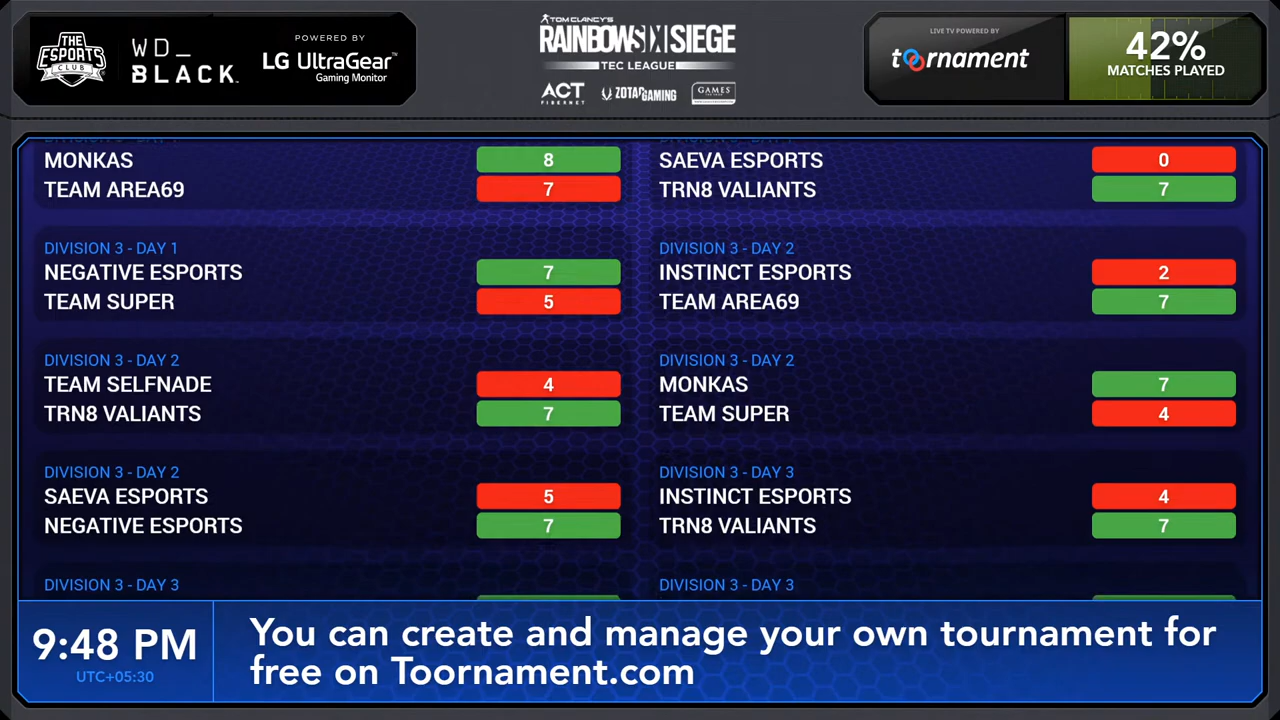 THE
ESPORTS
CLUB
WD_
BLACK.
POWERED BY
LG UltraGear™
Gaming Monitor
TOM CLANCY'S
RAINBOW SIX SIEGE
TEC LEAGUE
ACT
FIBERNET
ZOTAC GAMING
GAMES
LIVE TV POWERED BY
toornament
42%
MATCHES PLAYED
MONKAS 8
TEAM AREA69 7
SAEVA ESPORTS 0
TRN8 VALIANTS 7
DIVISION 3 - DAY 1
NEGATIVE ESPORTS 7
TEAM SUPER 5
DIVISION 3 - DAY 2
INSTINCT ESPORTS 2
TEAM AREA69 7
DIVISION 3 - DAY 2
TEAM SELFNADE 4
TRN8 VALIANTS 7
DIVISION 3 - DAY 2
MONKAS 7
TEAM SUPER 4
DIVISION 3 - DAY 2
SAEVA ESPORTS 5
NEGATIVE ESPORTS 7
DIVISION 3 - DAY 3
INSTINCT ESPORTS 4
TRN8 VALIANTS 7
DIVISION 3 - DAY 3
DIVISION 3 - DAY 3
9:48 PM
UTC+05:30
You can create and manage your own tournament for
free on Toornament.com